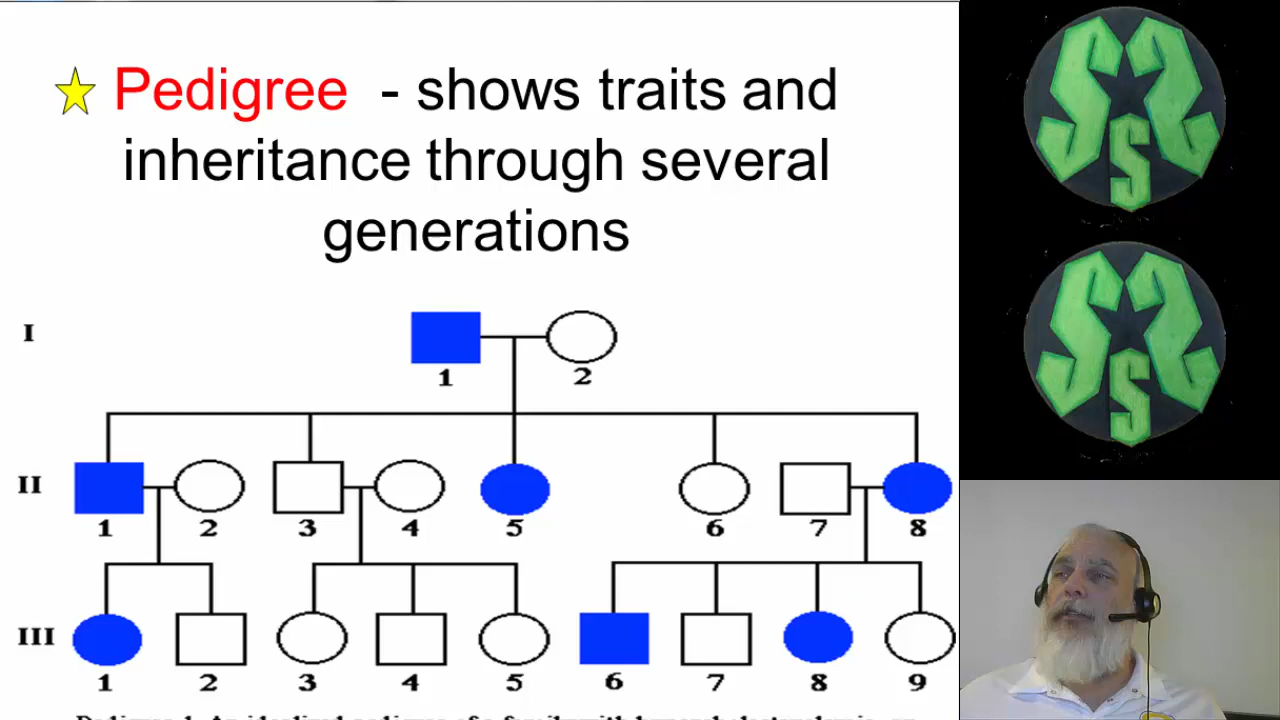 Pedigree - shows traits and
inheritance through several
generations
I
1 2
II
1 2 3 4 5 6 7 8
III
1 2 3 4 5 6 7 8 9
S S S
S S S